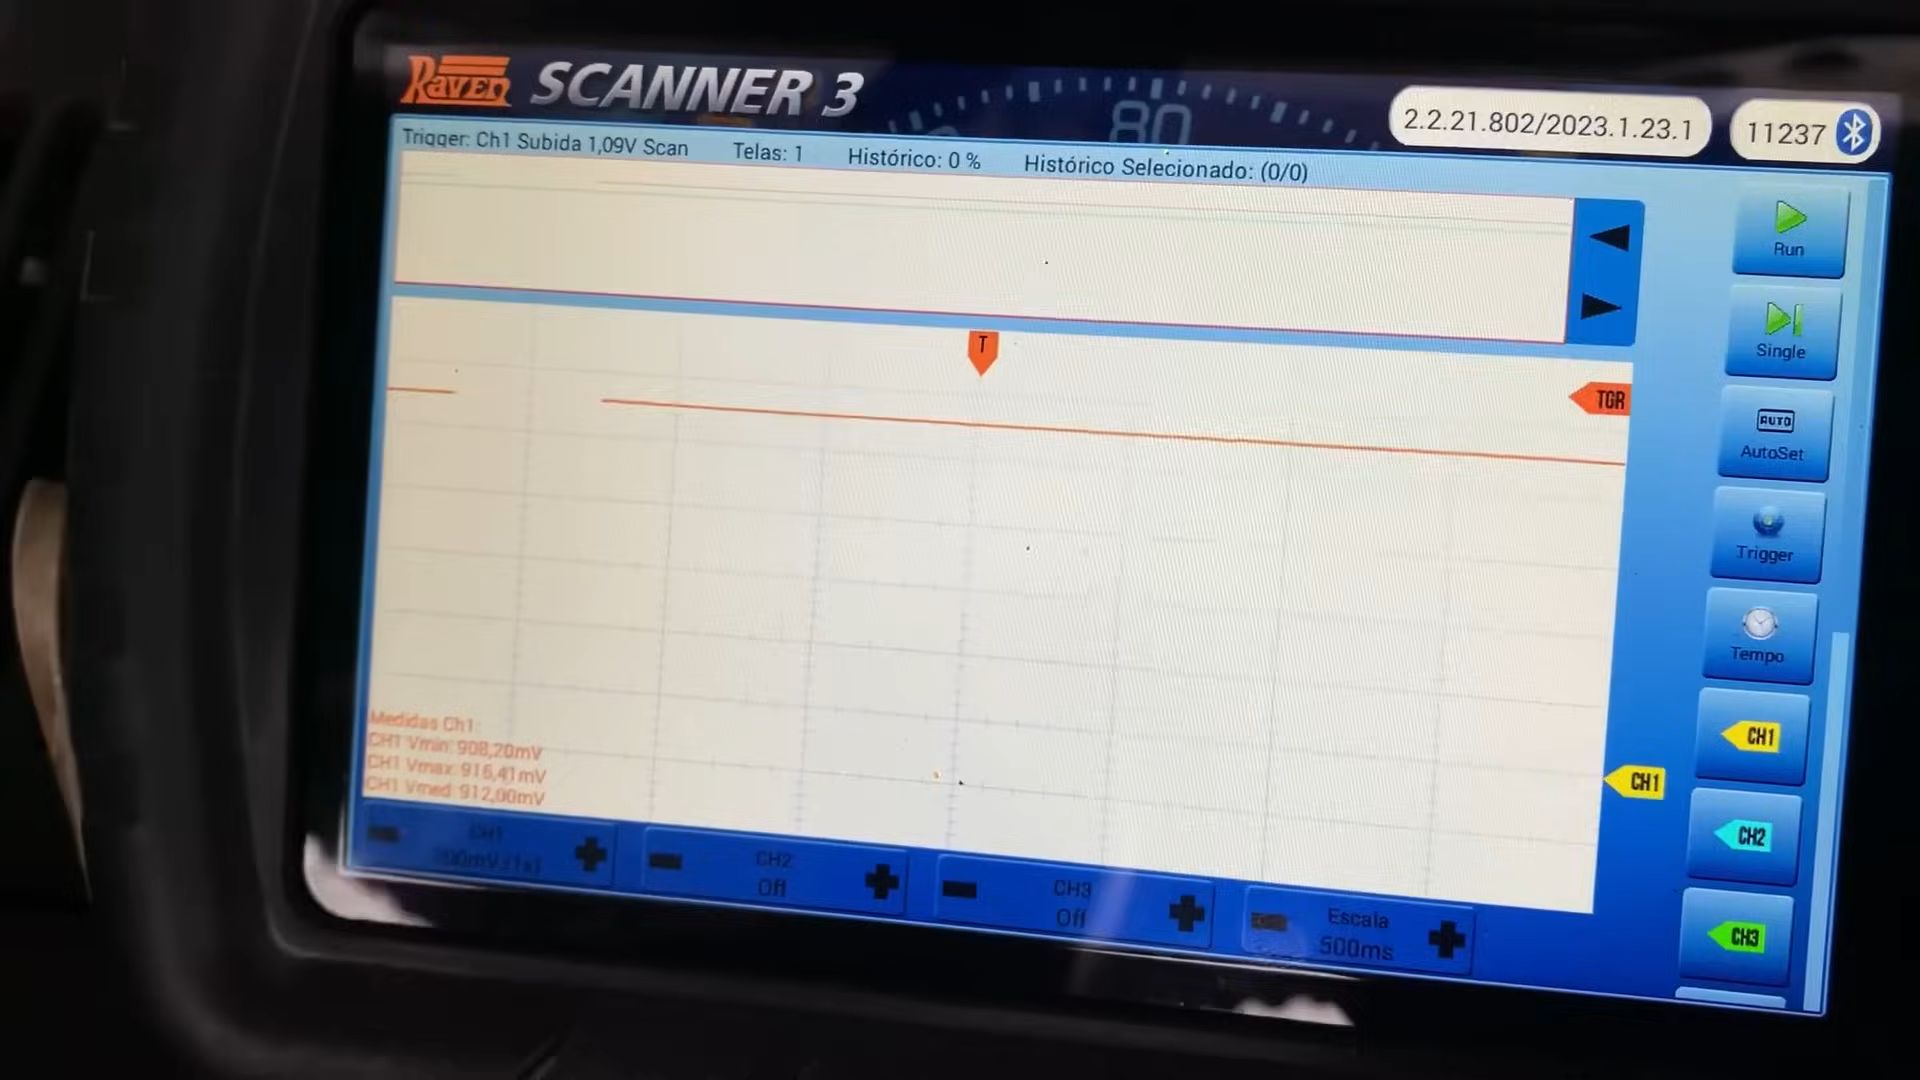 Raven SCANNER 3
80
2.2.21.802/2023.1.23.1
11237
Trigger: Ch1 Subida 1,09V Scan Telas: 1 Histórico: 0 % Histórico Selecionado: (0/0)
Run
Single
T
TGR
AUTO
AutoSet
Trigger
Tempo
Medidas Ch1:
CH1 Vmin: 908,20mV
CH1 Vmax: 916,41mV
CH1 Vmed: 912,00mV
CH1
CH1
CH2
CH3
CH1
CH2
Off
CH3
Off
Escala
500ms